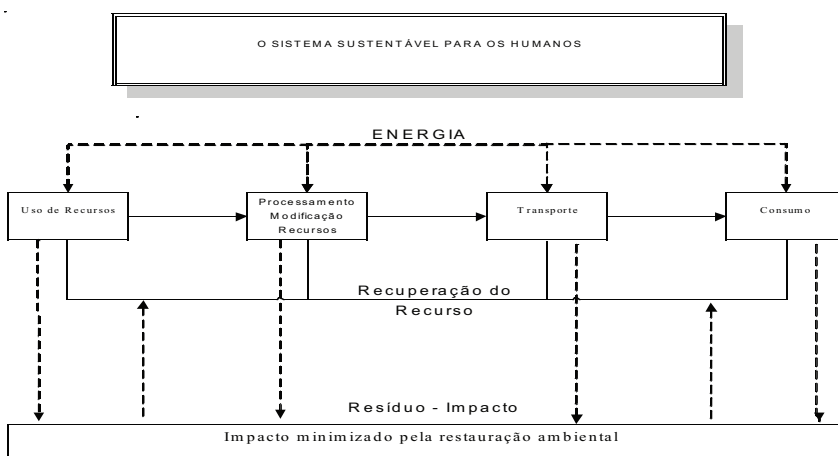 O SISTEMA SUSTENTÁVEL PARA OS HUMANOS
ENERGIA
Uso de Recursos
Processamento
Modificação
Recursos
Transporte
Consumo
Recuperação do
Recurso
Resíduo - Impacto
Impacto minimizado pela restauração ambiental